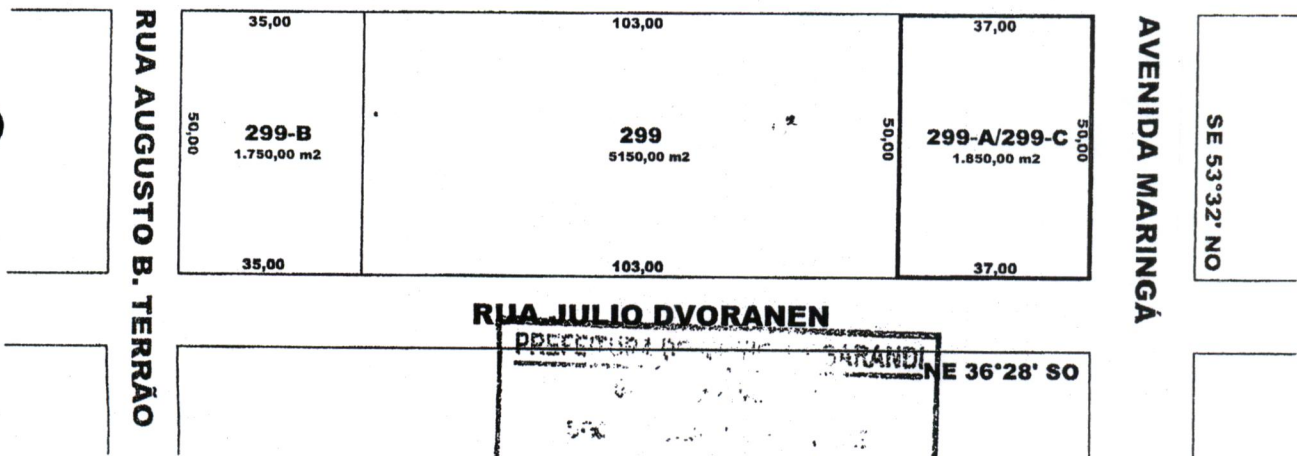 35,00
103,00
37,00
RUA AUGUSTO B. TERRÃO
50,00
299-B
1.750,00 m2
299
5150,00 m2
50,00
299-A/299-C
1.850,00 m2
50,00
AVENIDA MARINGÁ
SE 53°32' NO
35,00
103,00
37,00
RUA JULIO DVORANEN
PREFEITURA SARANDI
NE 36°28' SO